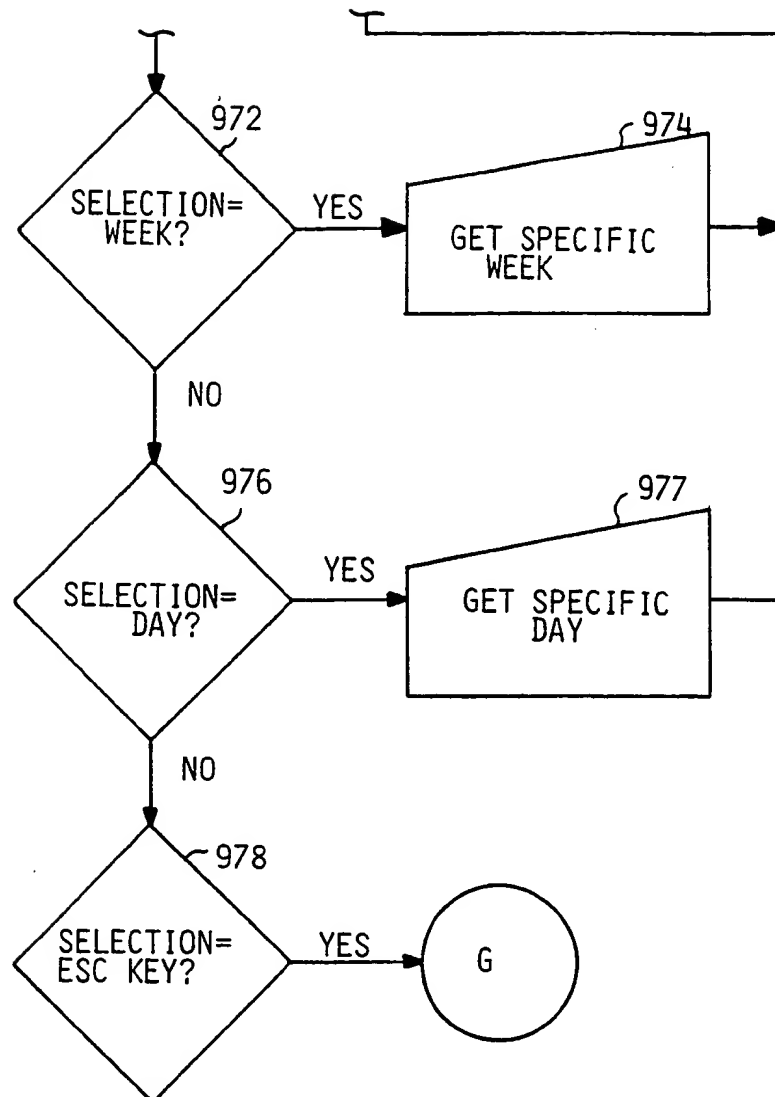 972
SELECTION=
WEEK?
YES
974
GET SPECIFIC
WEEK
NO
976
SELECTION=
DAY?
YES
977
GET SPECIFIC
DAY
NO
978
SELECTION=
ESC KEY?
YES
G